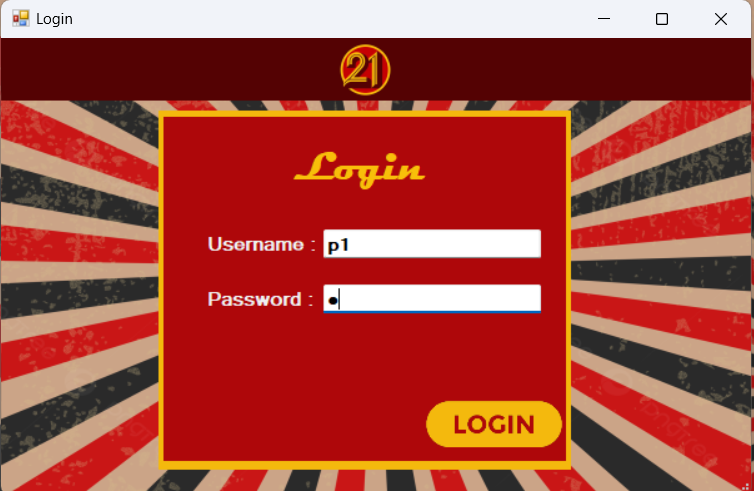 Login
21
Login
Username : p1
Password : ●
LOGIN